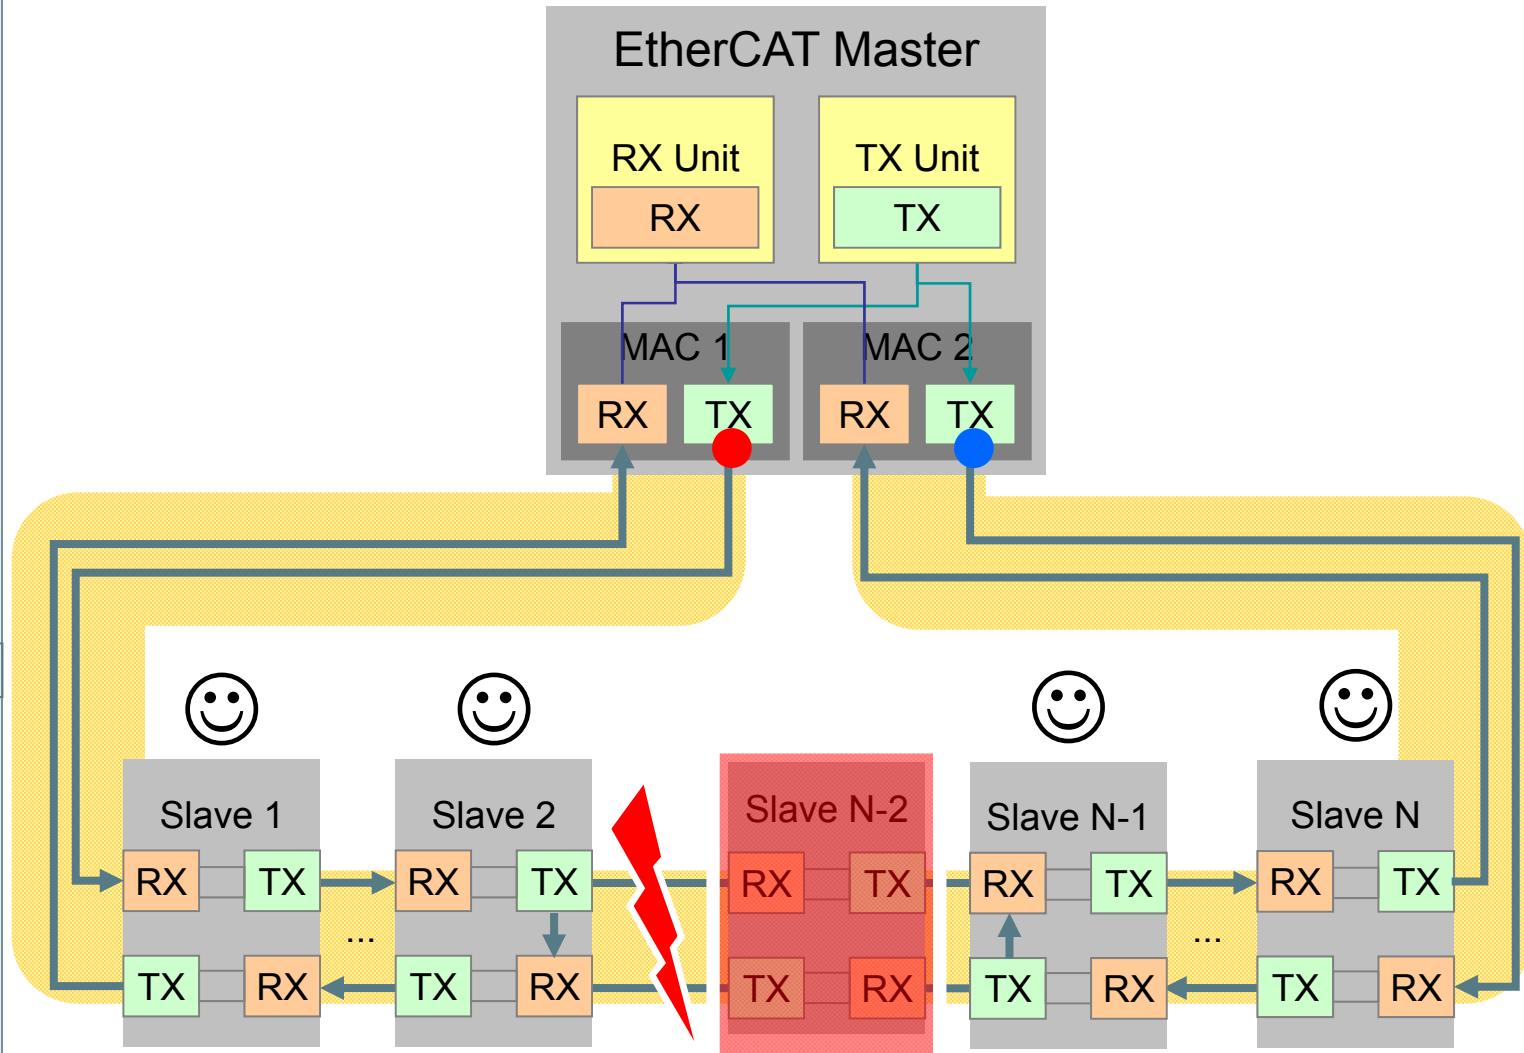 EtherCAT Master
RX Unit
TX Unit
RX
TX
MAC 1
MAC 2
RX
TX
RX
TX
Slave 1
Slave 2
Slave N-2
Slave N-1
Slave N
RX
TX
RX
TX
RX
TX
RX
TX
RX
TX
...
...
TX
RX
TX
RX
TX
RX
TX
RX
TX
RX